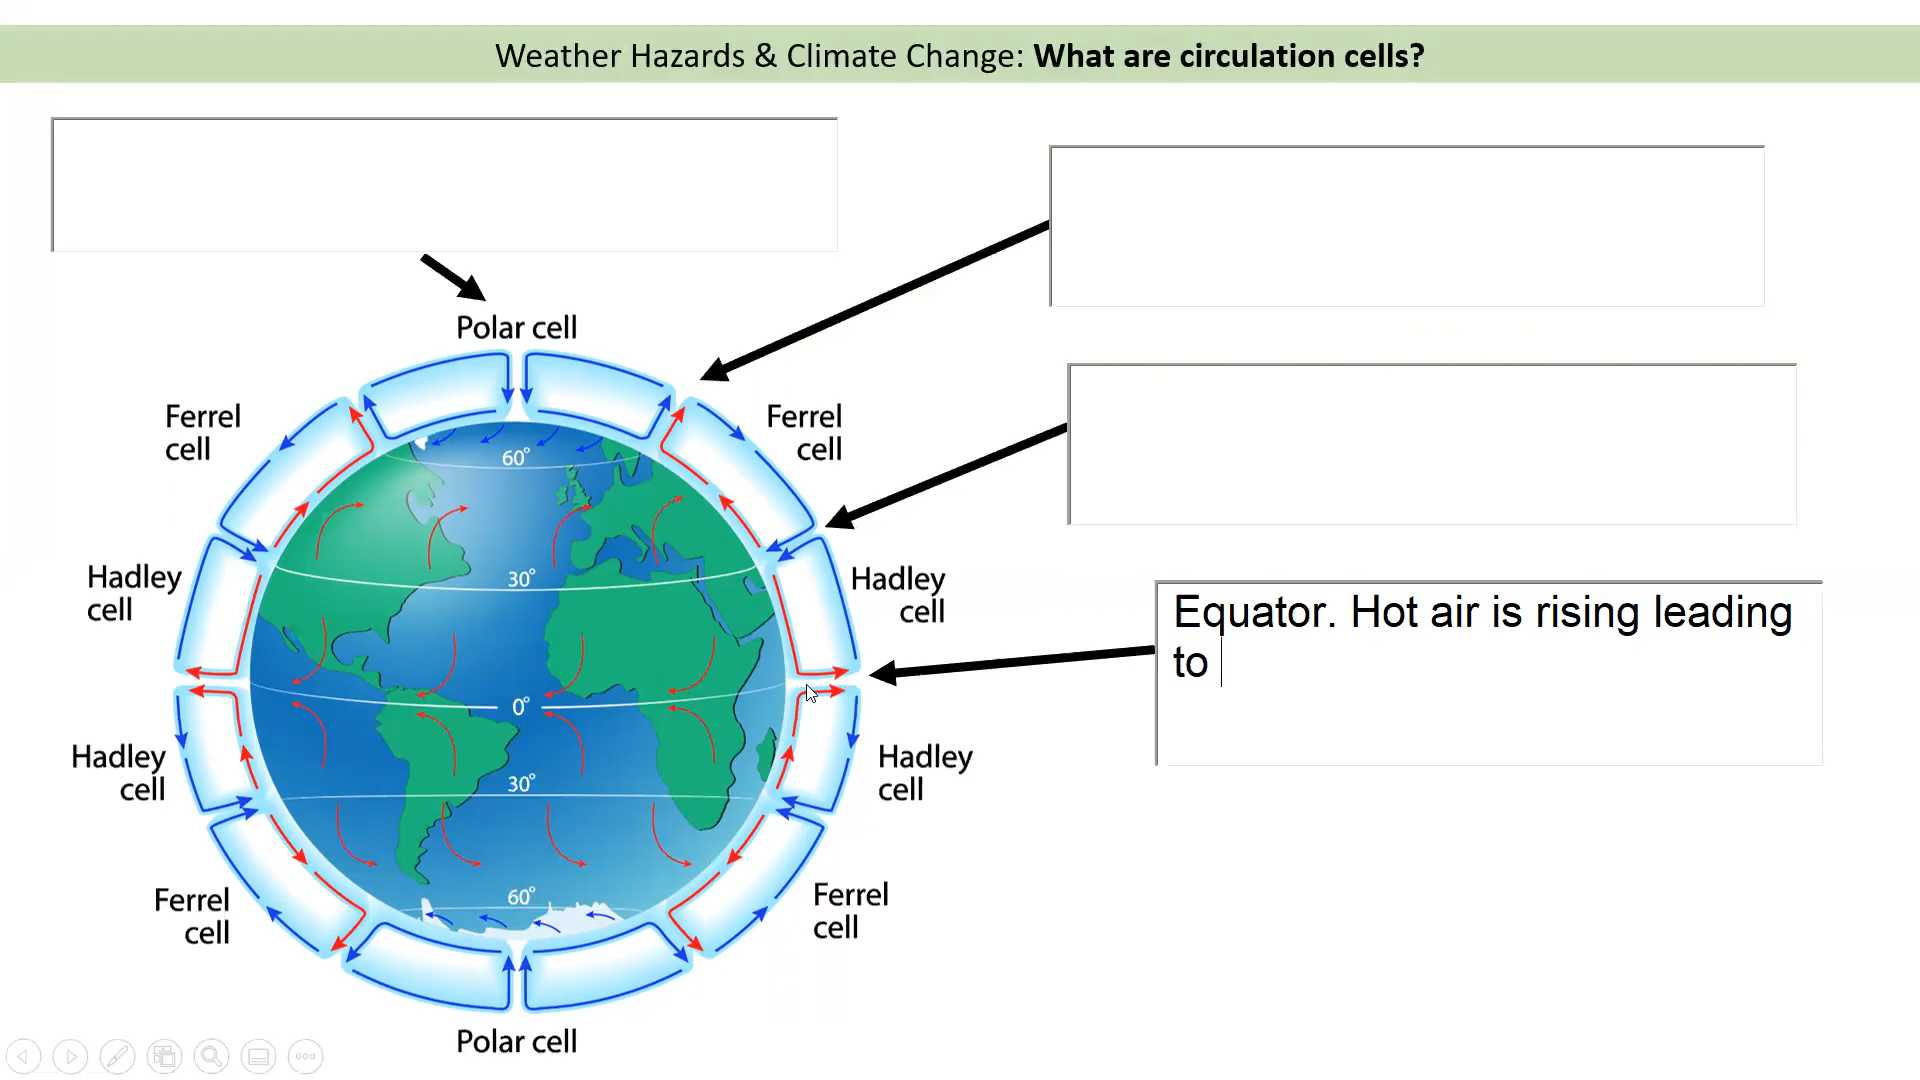 Weather Hazards & Climate Change: What are circulation cells?
Polar cell
Ferrel
cell
Ferrel
cell
60°
Hadley
cell
30°
Hadley
cell
Equator. Hot air is rising leading
to
0°
Hadley
cell
30°
Hadley
cell
Ferrel
cell
60°
Ferrel
cell
Polar cell